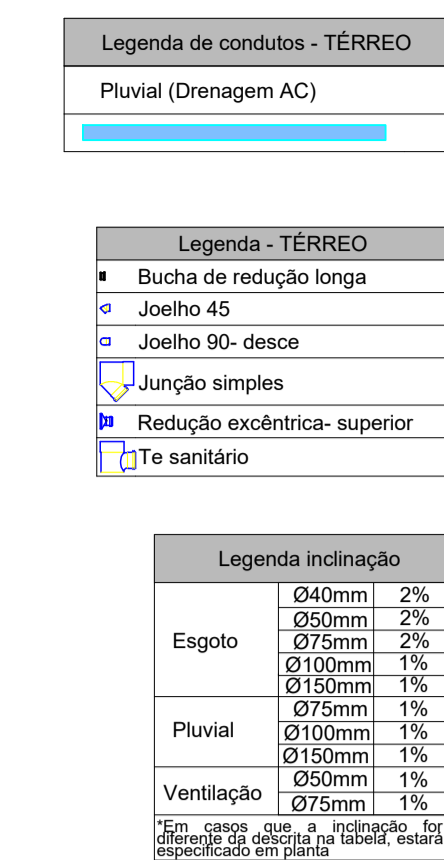 Legenda de condutos - TÉRREO
Pluvial (Drenagem AC)
Legenda - TÉRREO
Bucha de redução longa
Joelho 45
Joelho 90- desce
Junção simples
Redução excêntrica- superior
Te sanitário
Legenda inclinação
Esgoto
Ø40mm 2%
Ø50mm 2%
Ø75mm 2%
Ø100mm 1%
Ø150mm 1%
Pluvial
Ø75mm 1%
Ø100mm 1%
Ø150mm 1%
Ventilação
Ø50mm 1%
Ø75mm 1%
*Em casos que a inclinação for
diferente da descrita na tabela, estará
especificado em planta